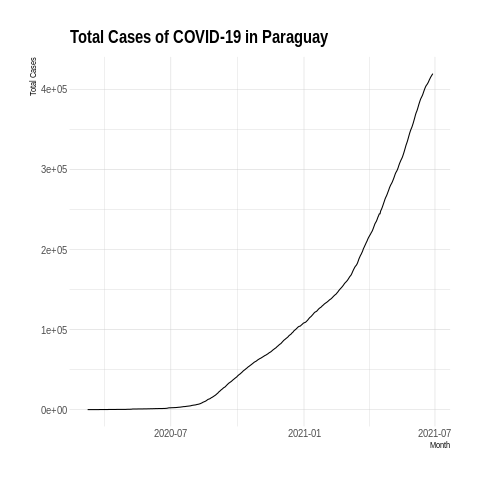 Total Cases of COVID-19 in Paraguay
Total Cases
4e+05
3e+05
2e+05
1e+05
0e+00
2020-07
2021-01
2021-07
Month